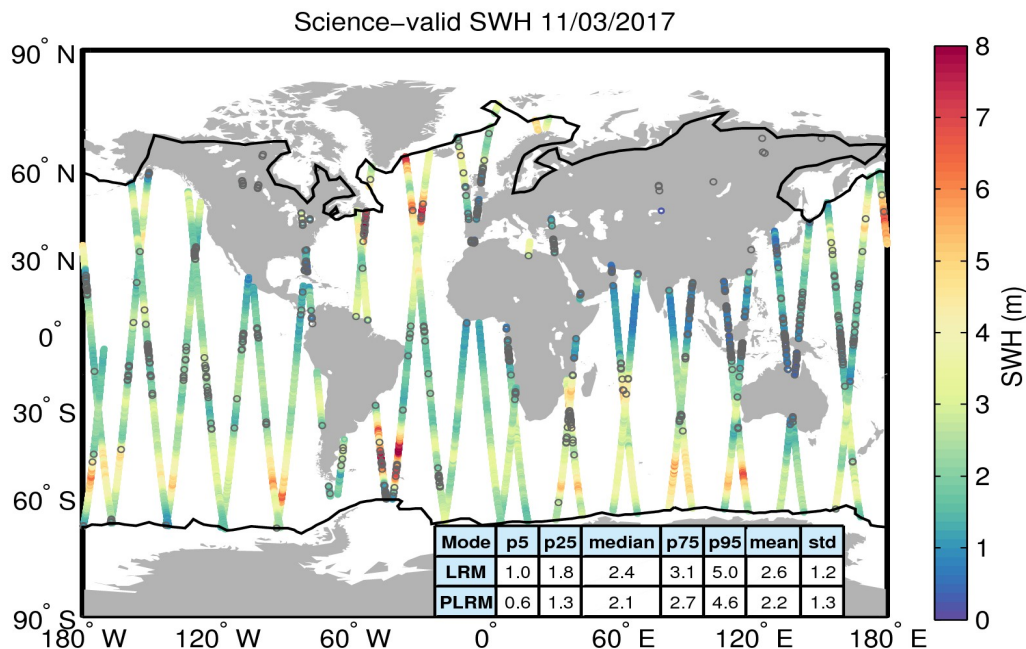 Science−valid SWH 11/03/2017
90° N
60° N
30° N
0°
30° S
60° S
90° S
180° W
120° W
60° W
0°
60° E
120° E
180° E
Mode p5 p25 median p75 p95 mean std
LRM 1.0 1.8 2.4 3.1 5.0 2.6 1.2
PLRM 0.6 1.3 2.1 2.7 4.6 2.2 1.3
8
7
6
5
4
3
2
1
0
SWH (m)